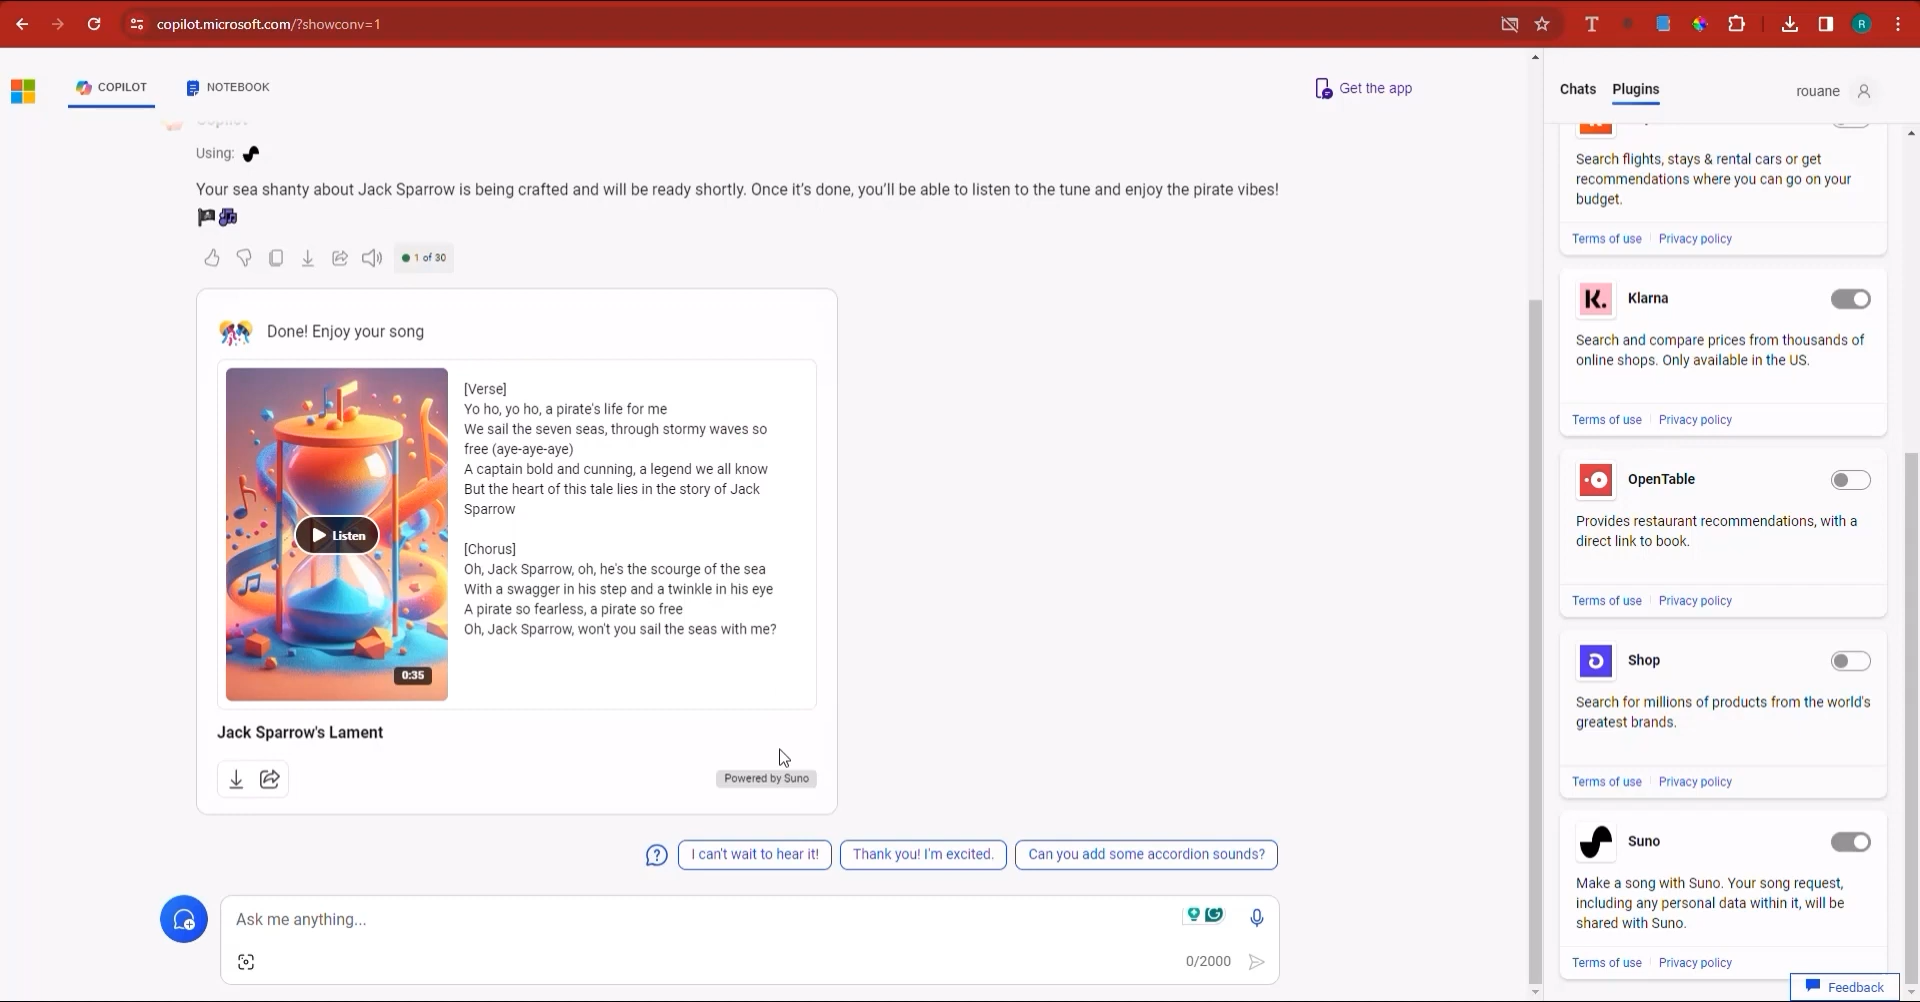 copilot.microsoft.com/?showconv=1
R
COPILOT
NOTEBOOK
Get the app
Chats
Plugins
rouane
Copilot
Using:
Your sea shanty about Jack Sparrow is being crafted and will be ready shortly. Once it's done, you'll be able to listen to the tune and enjoy the pirate vibes!
1 of 30
Done! Enjoy your song
Listen
0:35
[Verse]
Yo ho, yo ho, a pirate's life for me
We sail the seven seas, through stormy waves so
free (aye-aye-aye)
A captain bold and cunning, a legend we all know
But the heart of this tale lies in the story of Jack
Sparrow
[Chorus]
Oh, Jack Sparrow, oh, he's the scourge of the sea
With a swagger in his step and a twinkle in his eye
A pirate so fearless, a pirate so free
Oh, Jack Sparrow, won't you sail the seas with me?
Jack Sparrow's Lament
Powered by Suno
I can't wait to hear it!
Thank you! I'm excited.
Can you add some accordion sounds?
Ask me anything...
0/2000
Search flights, stays & rental cars or get
recommendations where you can go on your
budget.
Terms of use
Privacy policy
K.
Klarna
Search and compare prices from thousands of
online shops. Only available in the US.
Terms of use
Privacy policy
OpenTable
Provides restaurant recommendations, with a
direct link to book.
Terms of use
Privacy policy
Shop
Search for millions of products from the world's
greatest brands.
Terms of use
Privacy policy
Suno
Make a song with Suno. Your song request,
including any personal data within it, will be
shared with Suno.
Terms of use
Privacy policy
Feedback